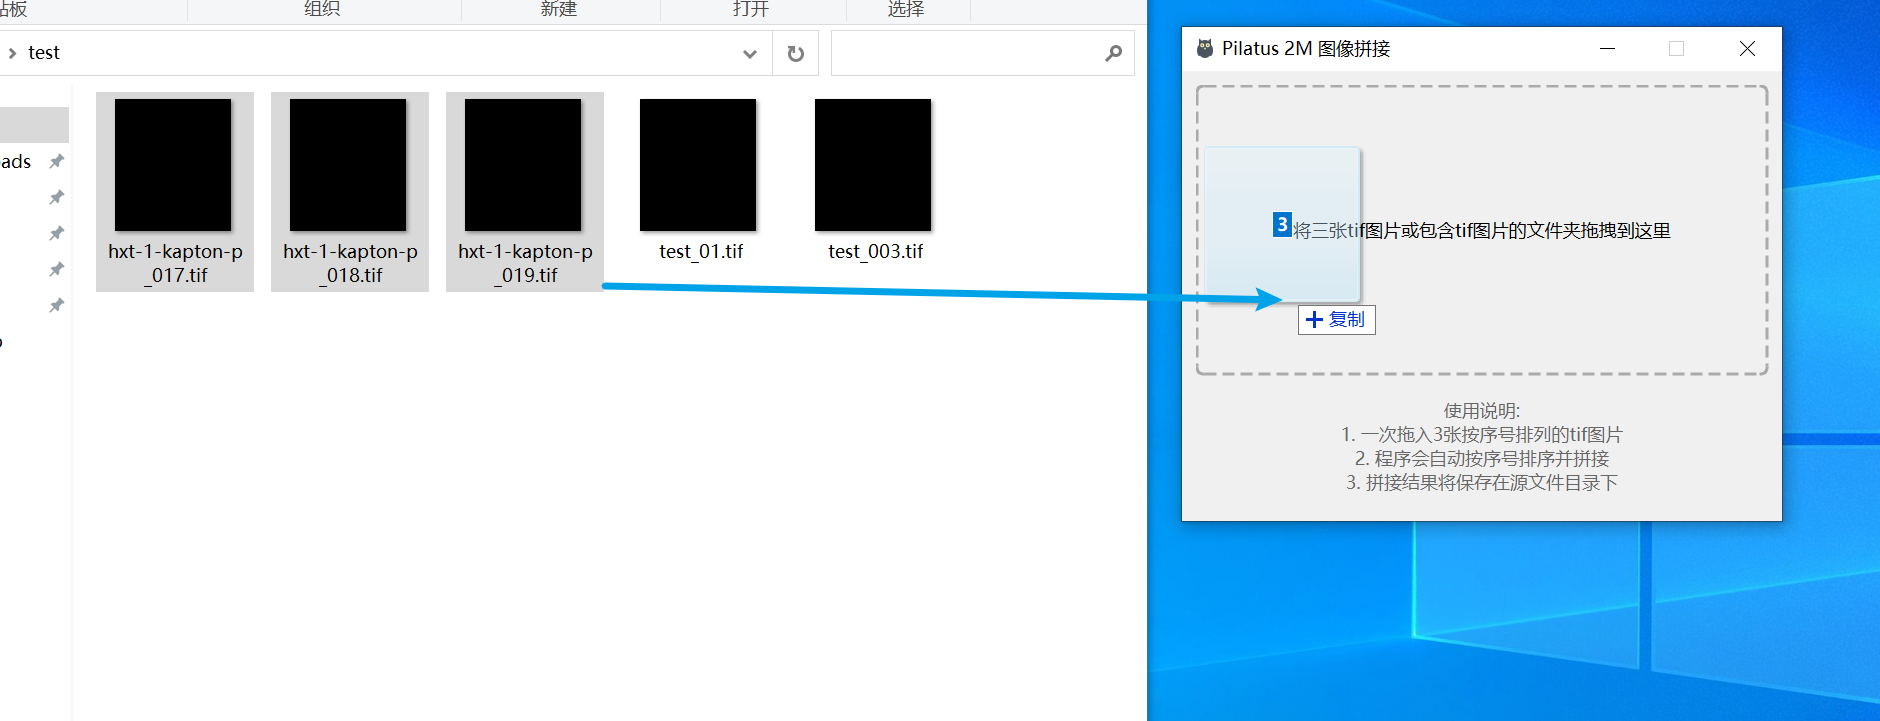 贴板
组织
新建
打开
选择
test
ads
hxt-1-kapton-p
_017.tif
hxt-1-kapton-p
_018.tif
hxt-1-kapton-p
_019.tif
test_01.tif
test_003.tif
Pilatus 2M 图像拼接
3
将三张tif图片或包含tif图片的文件夹拖拽到这里
复制
使用说明:
1. 一次拖入3张按序号排列的tif图片
2. 程序会自动按序号排序并拼接
3. 拼接结果将保存在源文件目录下